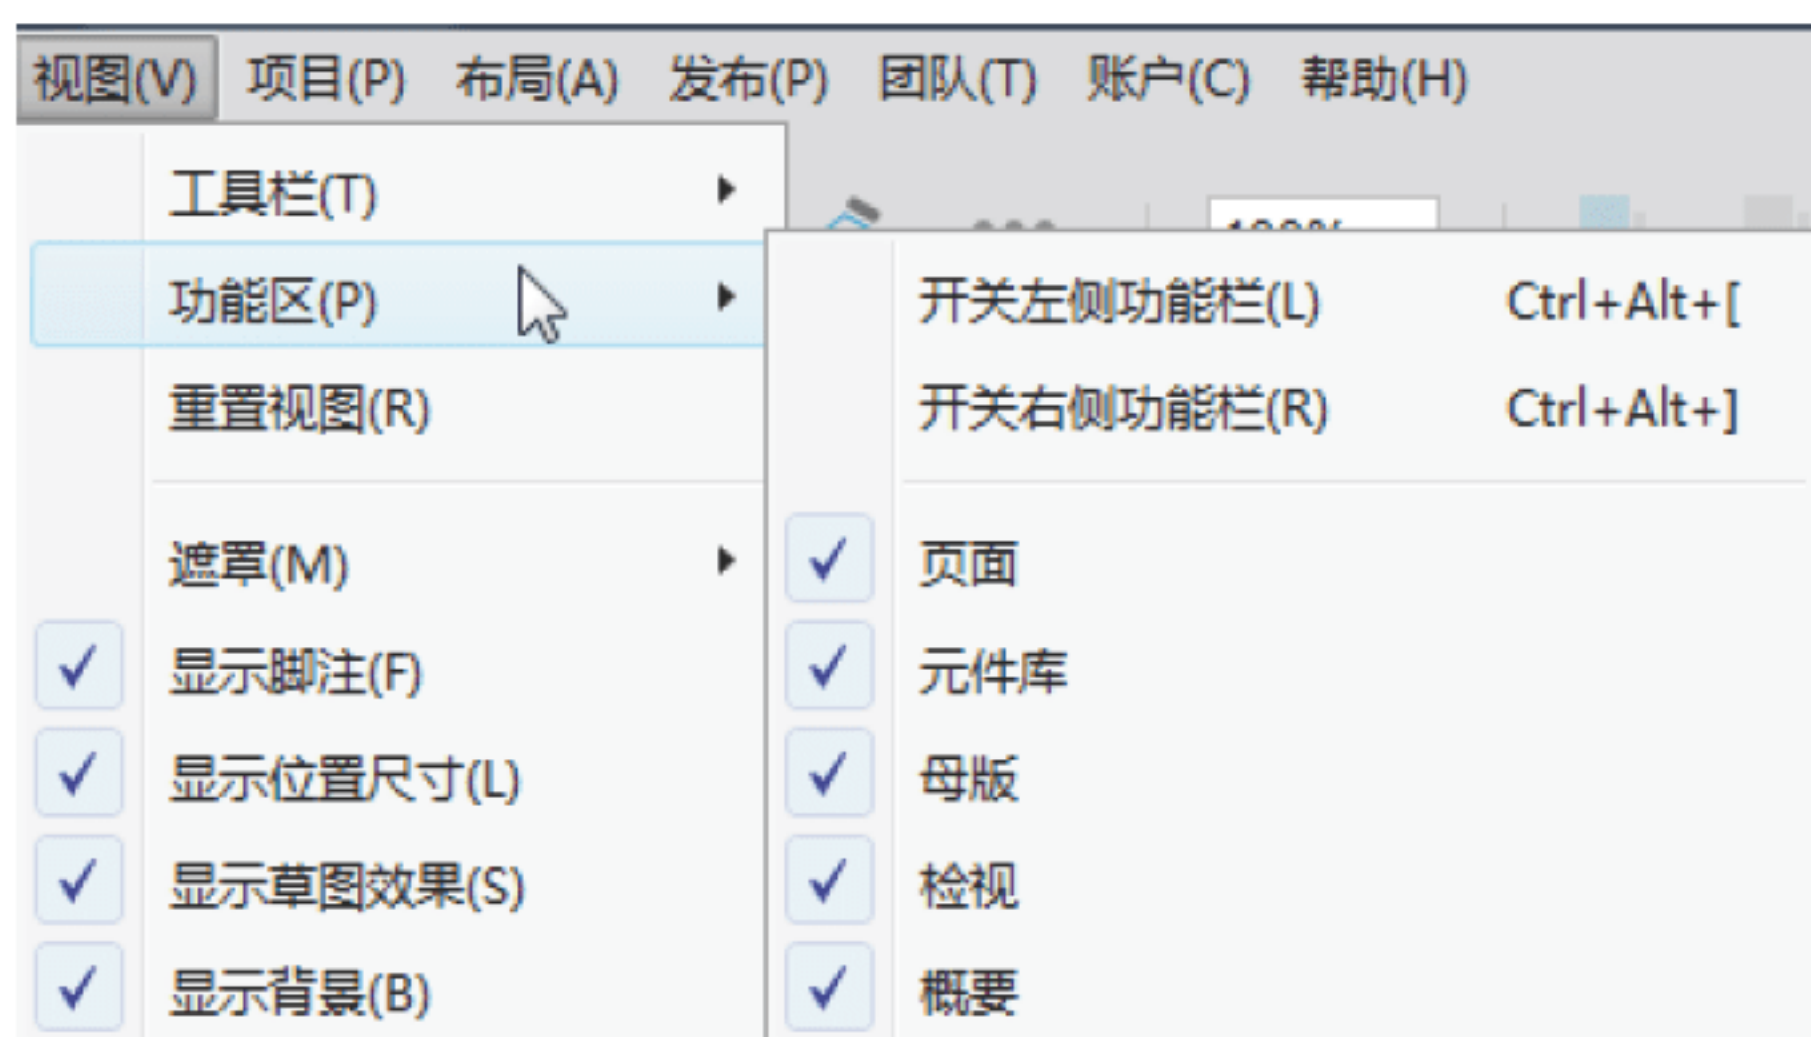 视图(V) 项目(P) 布局(A) 发布(P) 团队(T) 账户(C) 帮助(H)
工具栏(T)
功能区(P)
重置视图(R)
遮罩(M)
显示脚注(F)
显示位置尺寸(L)
显示草图效果(S)
显示背景(B)
开关左侧功能栏(L) Ctrl+Alt+[
开关右侧功能栏(R) Ctrl+Alt+]
页面
元件库
母版
检视
概要